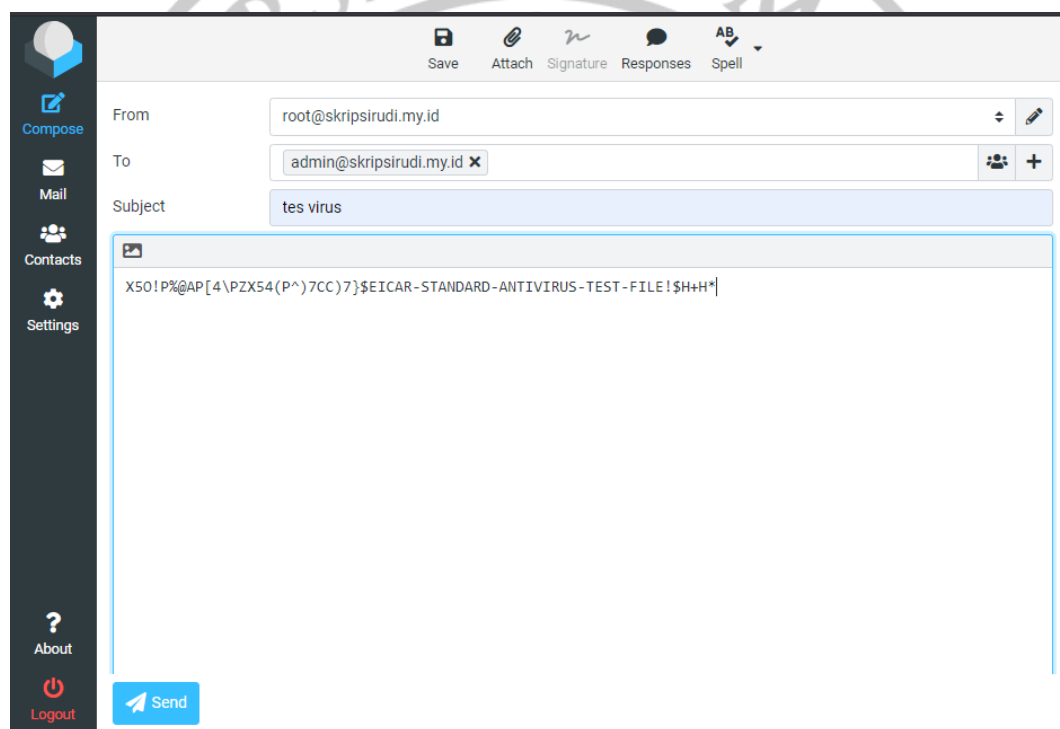 Save Attach Signature Responses Spell
Compose
Mail
Contacts
Settings
About
Logout
From root@skripsirudi.my.id
To admin@skripsirudi.my.id
Subject tes virus
X5O!P%@AP[4\PZX54(P^)7CC)7}$EICAR-STANDARD-ANTIVIRUS-TEST-FILE!$H+H*
Send